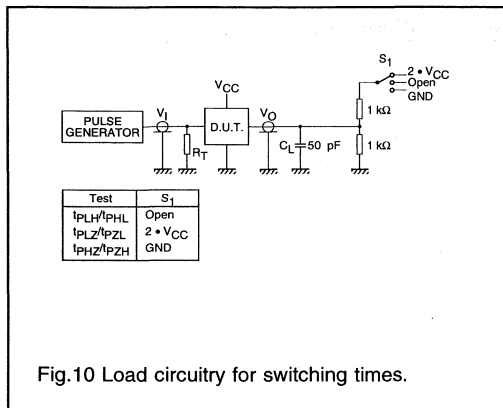 S1
2 • VCC
Open
GND
VCC
1 kΩ
PULSE
GENERATOR
VI
D.U.T.
VO
RT
CL
50 pF
1 kΩ
Test S1
tPLH/tPHL Open
tPLZ/tPZL 2 • VCC
tPHZ/tPZH GND
Fig.10 Load circuitry for switching times.